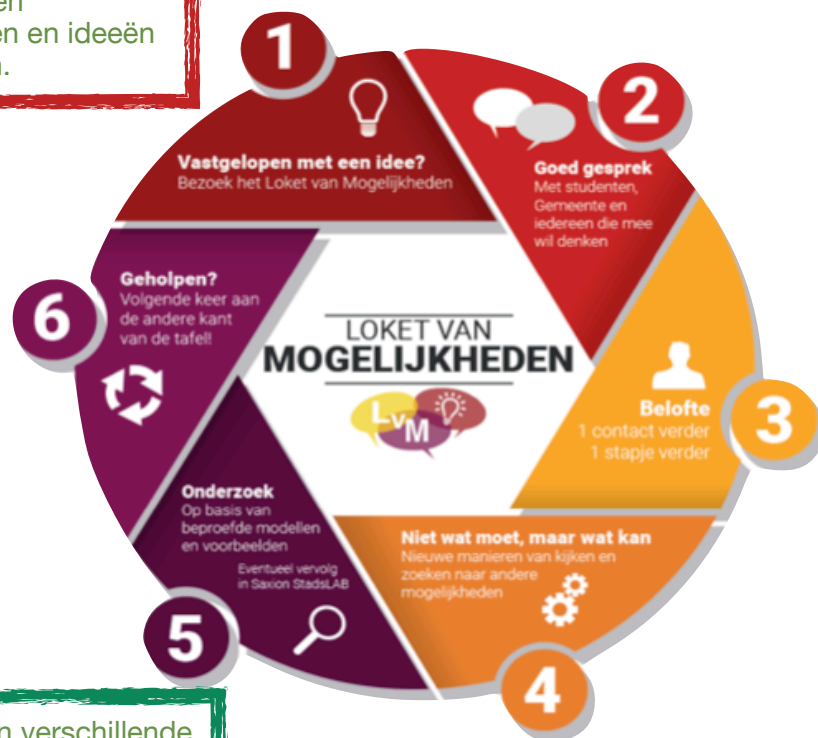 en
en en ideeën
.
1
Vastgelopen met een idee?
Bezoek het Loket van Mogelijkheden
2
Goed gesprek
Met studenten,
Gemeente en
iedereen die mee
wil denken
3
Belofte
1 contact verder
1 stapje verder
4
Niet wat moet, maar wat kan
Nieuwe manieren van kijken en
zoeken naar andere
mogelijkheden
5
Onderzoek
Op basis van
beproefde modellen
en voorbeelden
Eventueel vervolg
in Saxion StadsLAB
6
Geholpen?
Volgende keer aan
de andere kant
van de tafel!
LOKET VAN
MOGELIJKHEDEN
LvM
n verschillende